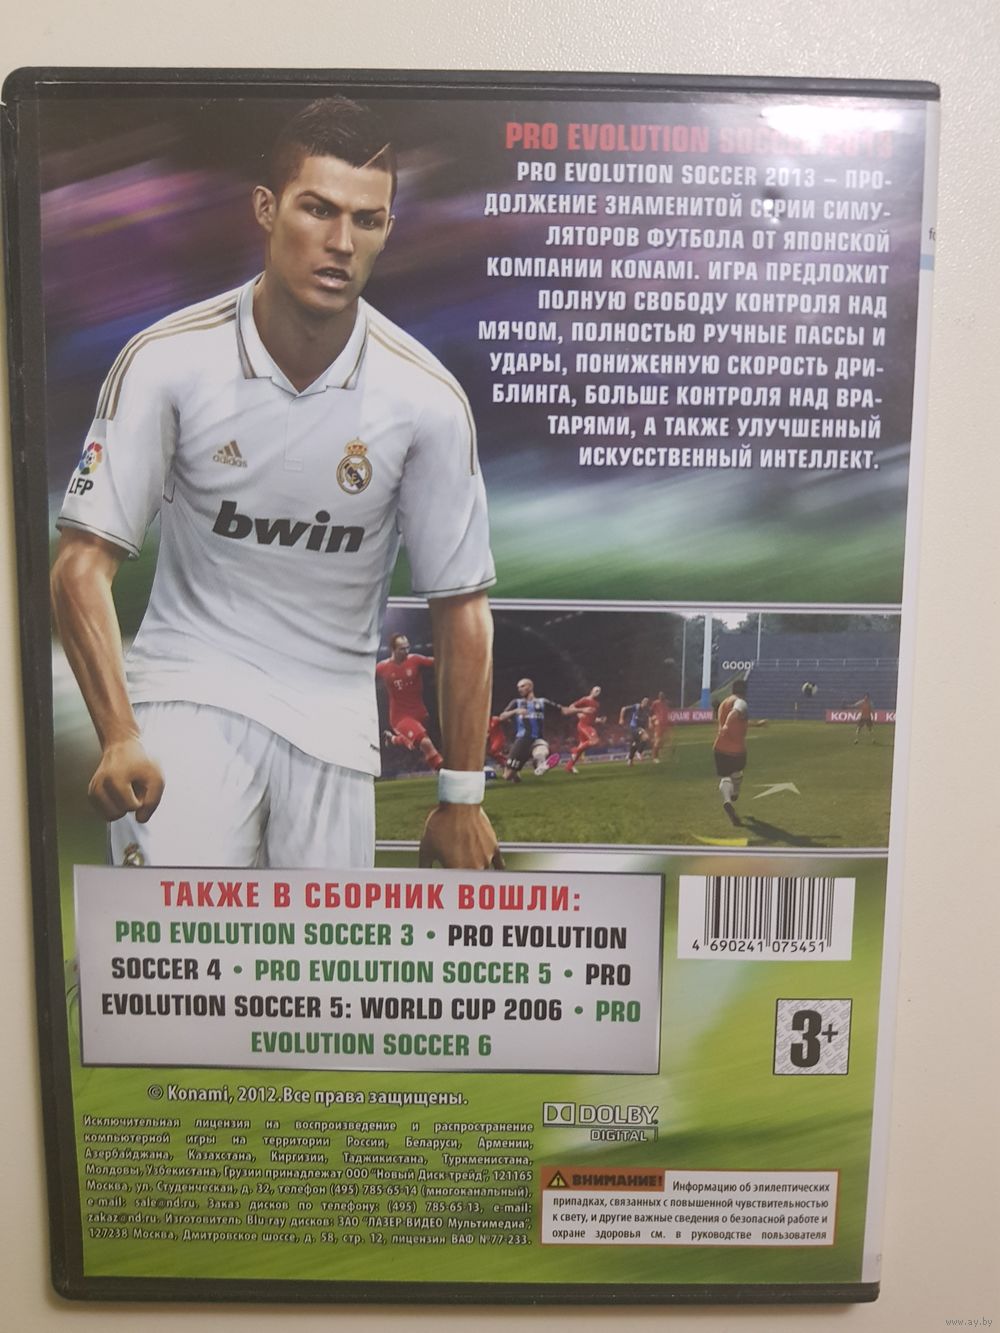 PRO EVOLUTION SOCCER 2013
PRO EVOLUTION SOCCER 2013 – ПРО-
ДОЛЖЕНИЕ ЗНАМЕНИТОЙ СЕРИИ СИМУ-
ЛЯТОРОВ ФУТБОЛА ОТ ЯПОНСКОЙ
КОМПАНИИ KONAMI. ИГРА ПРЕДЛОЖИТ
ПОЛНУЮ СВОБОДУ КОНТРОЛЯ НАД
МЯЧОМ, ПОЛНОСТЬЮ РУЧНЫЕ ПАССЫ И
УДАРЫ, ПОНИЖЕННУЮ СКОРОСТЬ ДРИ-
БЛИНГА, БОЛЬШЕ КОНТРОЛЯ НАД ВРА-
ТАРЯМИ, А ТАКЖЕ УЛУЧШЕННЫЙ
ИСКУССТВЕННЫЙ ИНТЕЛЛЕКТ.
adidas
LFP
bwin
GOOD!
KONAMI KONAMI
KONAMI K
ТАКЖЕ В СБОРНИК ВОШЛИ:
PRO EVOLUTION SOCCER 3 • PRO EVOLUTION
SOCCER 4 • PRO EVOLUTION SOCCER 5 • PRO
EVOLUTION SOCCER 5: WORLD CUP 2006 • PRO
EVOLUTION SOCCER 6
4 690241 075451
3+
© Konami, 2012.Все права защищены.
Исключительная лицензия на воспроизведение и распространение
компьютерной игры на территории России, Беларуси, Армении,
Азербайджана, Казахстана, Киргизии, Таджикистана, Туркменистана,
Молдовы, Узбекистана, Грузии принадлежат ООО "Новый Диск трейд", 121165
Москва, ул. Студенческая, д. 32, телефон (495) 785 65 14 (многоканальный),
e-mail: sale@nd.ru. Заказ дисков по телефону: (495) 785-65-13, e-mail:
zakaz@nd.ru. Изготовитель Blu ray дисков: ЗАО "ЛАЗЕР ВИДЕО Мультимедиа",
127238 Москва, Дмитровское шоссе, д. 58, стр. 12, лицензии ВАФ №77-233.
DOLBY
DIGITAL
ВНИМАНИЕ! Информацию об эпилептических
припадках, связанных с повышенной чувствительностью
к свету, и другие важные сведения о безопасной работе и
охране здоровья см. в руководстве пользователя
www.ay.by